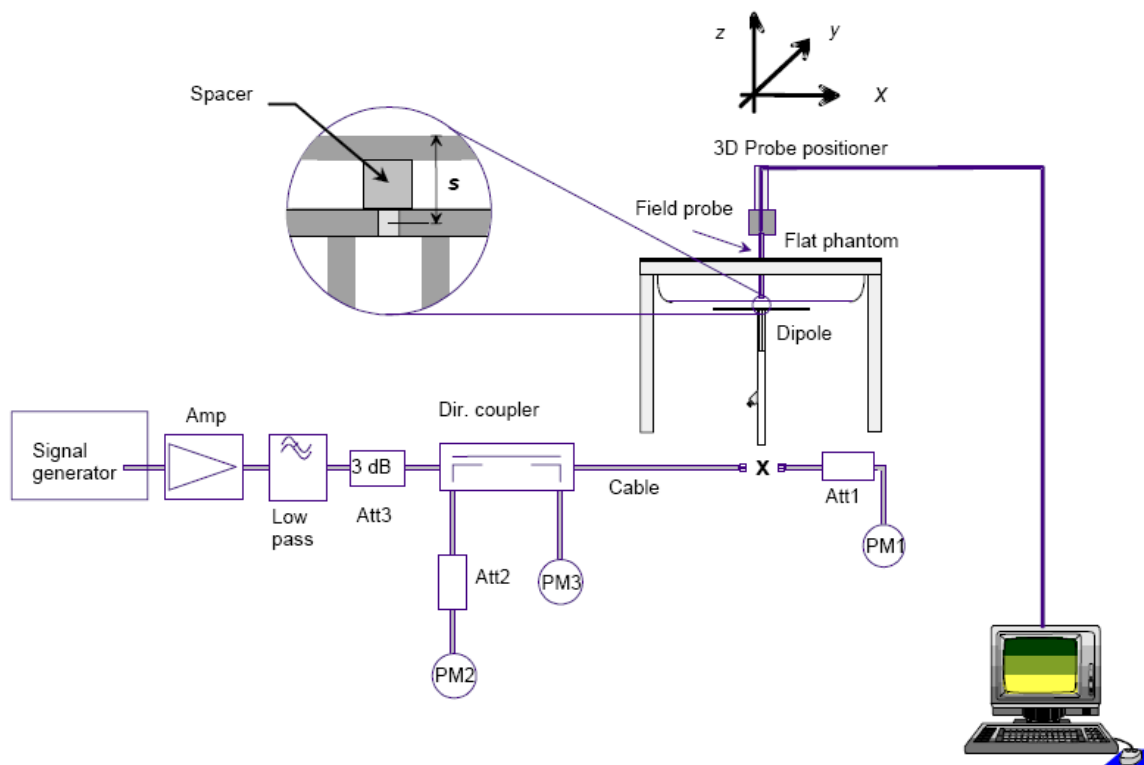 z
y
X
Spacer
s
3D Probe positioner
Field probe
Flat phantom
Dipole
Dir. coupler
Amp
Signal
generator
3 dB
X
Cable
Att1
Low
pass
Att3
PM1
Att2
PM3
PM2